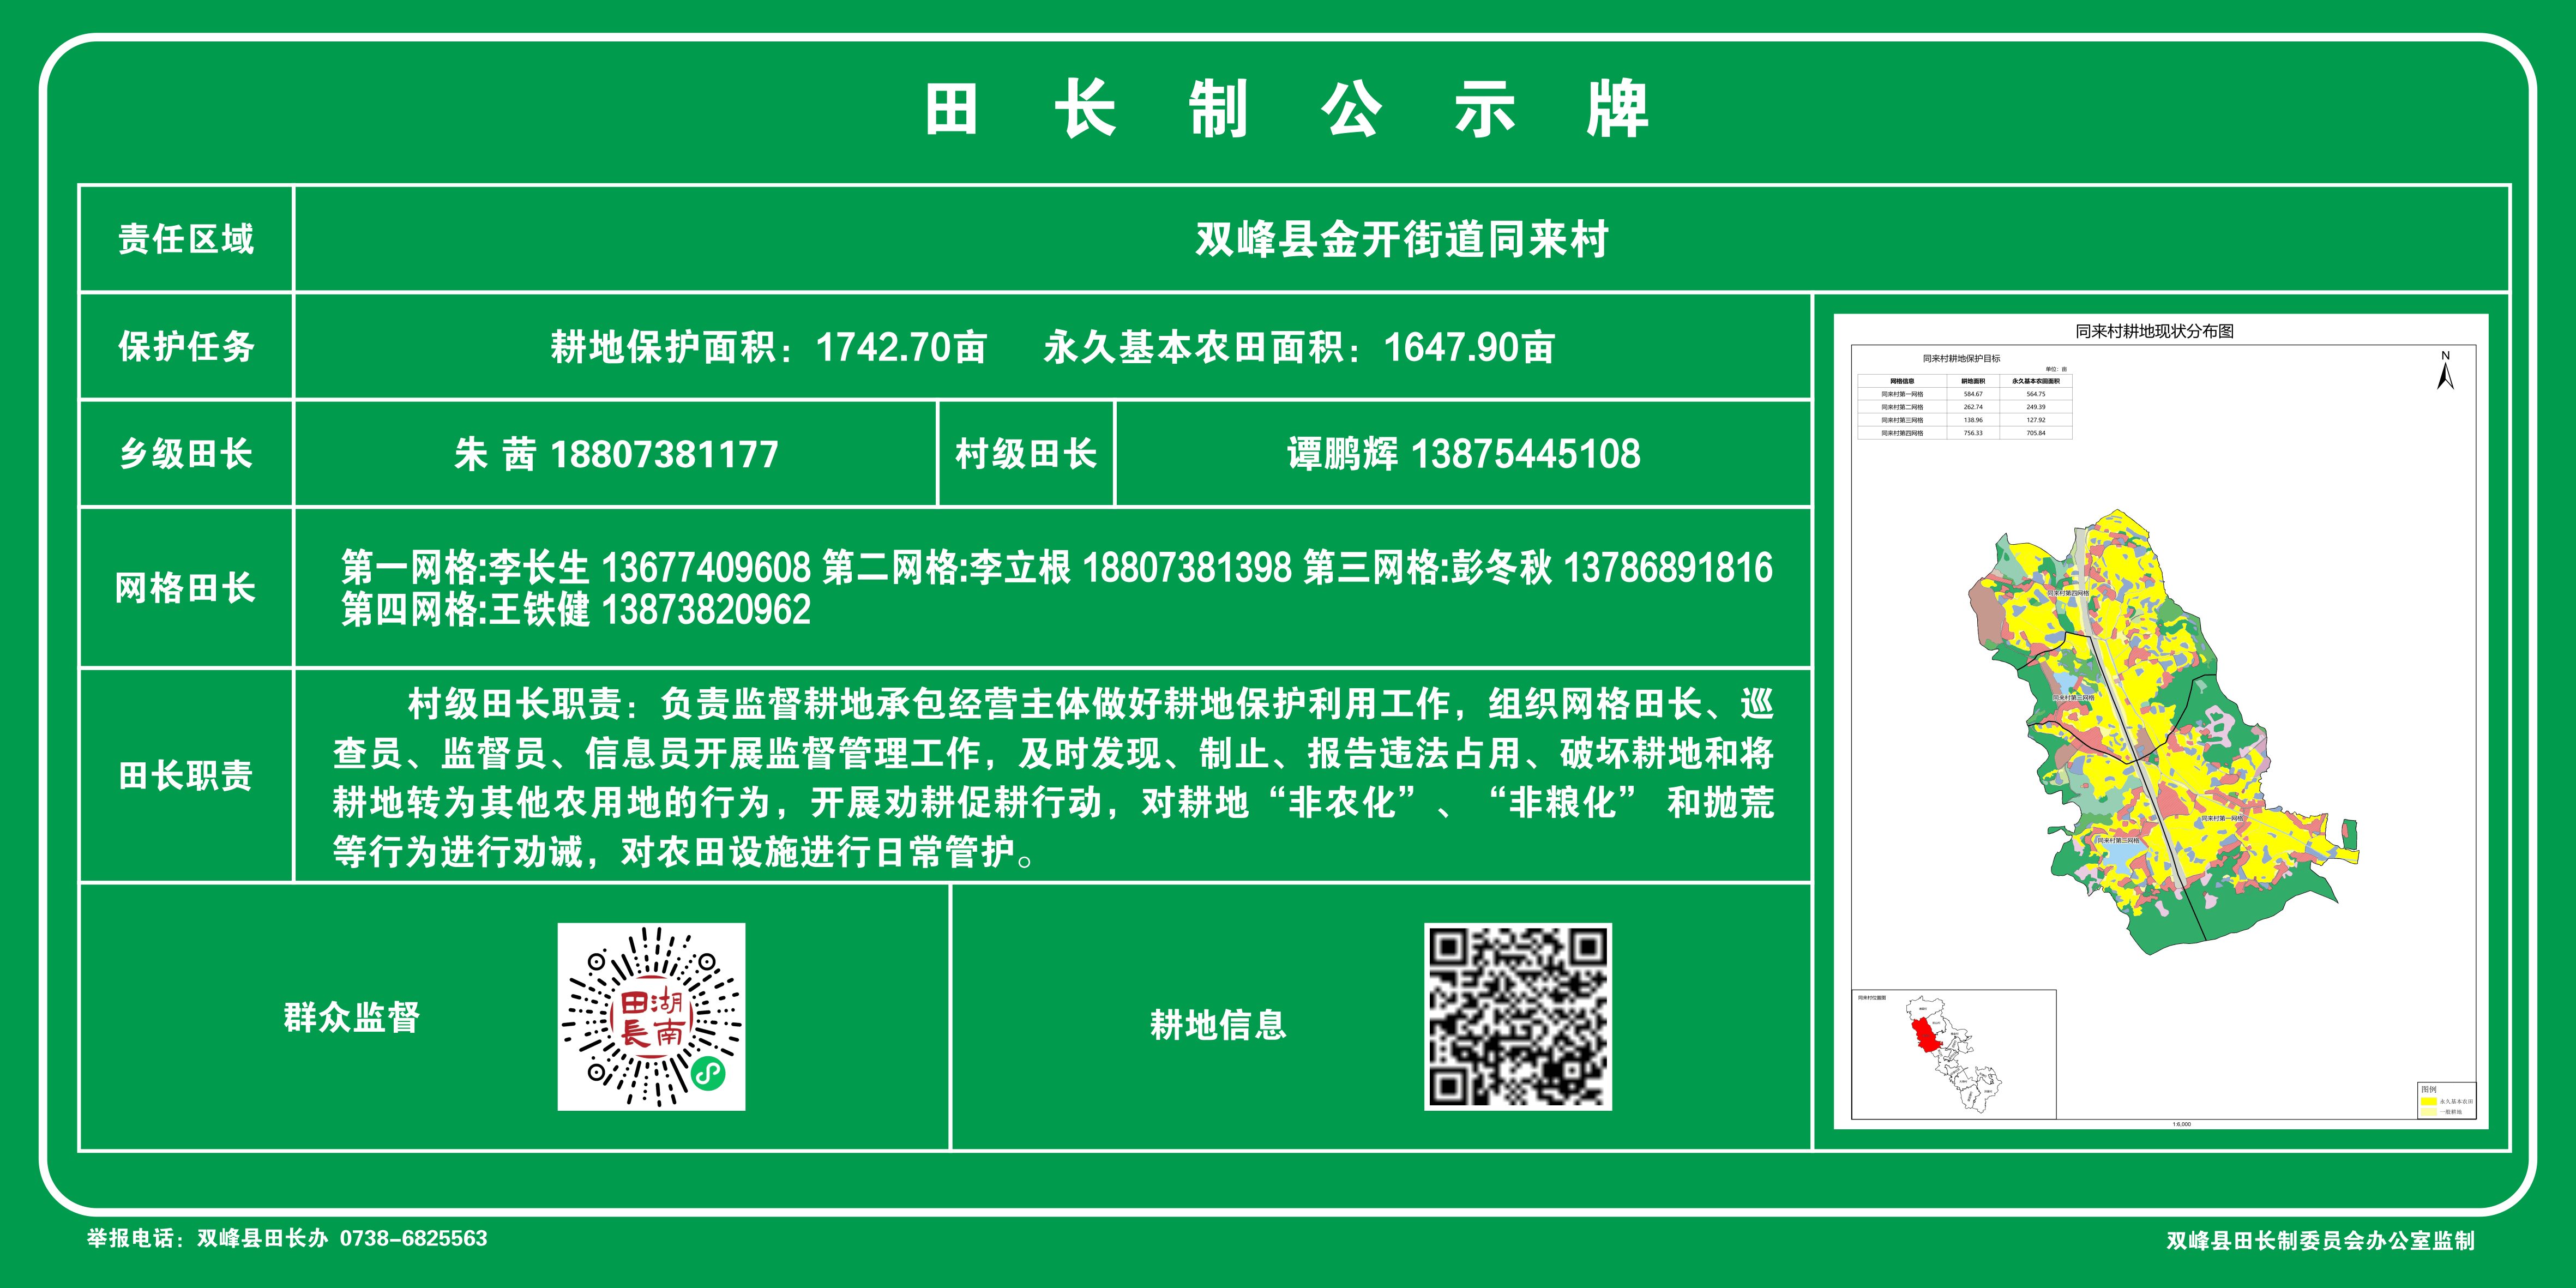 田长制公示牌
责任区域
双峰县金开街道同来村
保护任务
耕地保护面积：1742.70亩 永久基本农田面积：1647.90亩
乡级田长
朱 茜 18807381177
村级田长
谭鹏辉 13875445108
网格田长
第一网格:李长生 13677409608 第二网格:李立根 18807381398 第三网格:彭冬秋 13786891816
第四网格:王铁健 13873820962
田长职责
村级田长职责：负责监督耕地承包经营主体做好耕地保护利用工作，组织网格田长、巡
查员、监督员、信息员开展监督管理工作，及时发现、制止、报告违法占用、破坏耕地和将
耕地转为其他农用地的行为，开展劝耕促耕行动，对耕地“非农化”、“非粮化” 和抛荒
等行为进行劝诫，对农田设施进行日常管护。
群众监督
湖南
田長
耕地信息
同来村耕地现状分布图
同来村耕地保护目标
单位：亩
网格信息 耕地面积 永久基本农田面积
同来村第一网格 584.67 564.75
同来村第二网格 262.74 249.39
同来村第三网格 138.96 127.92
同来村第四网格 756.33 705.84
N
同来村第四网格
同来村第三网格
同来村第一网格
同来村第三网格
同来村位置图
图例
永久基本农田
一般耕地
1:6,000
举报电话：双峰县田长办 0738-6825563
双峰县田长制委员会办公室监制